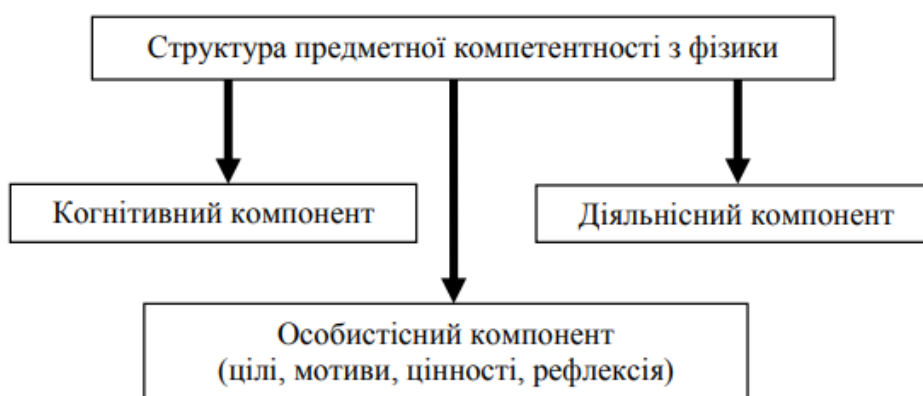 Структура предметної компетентності з фізики
Когнітивний компонент
Діяльнісний компонент
Особистісний компонент
(цілі, мотиви, цінності, рефлексія)